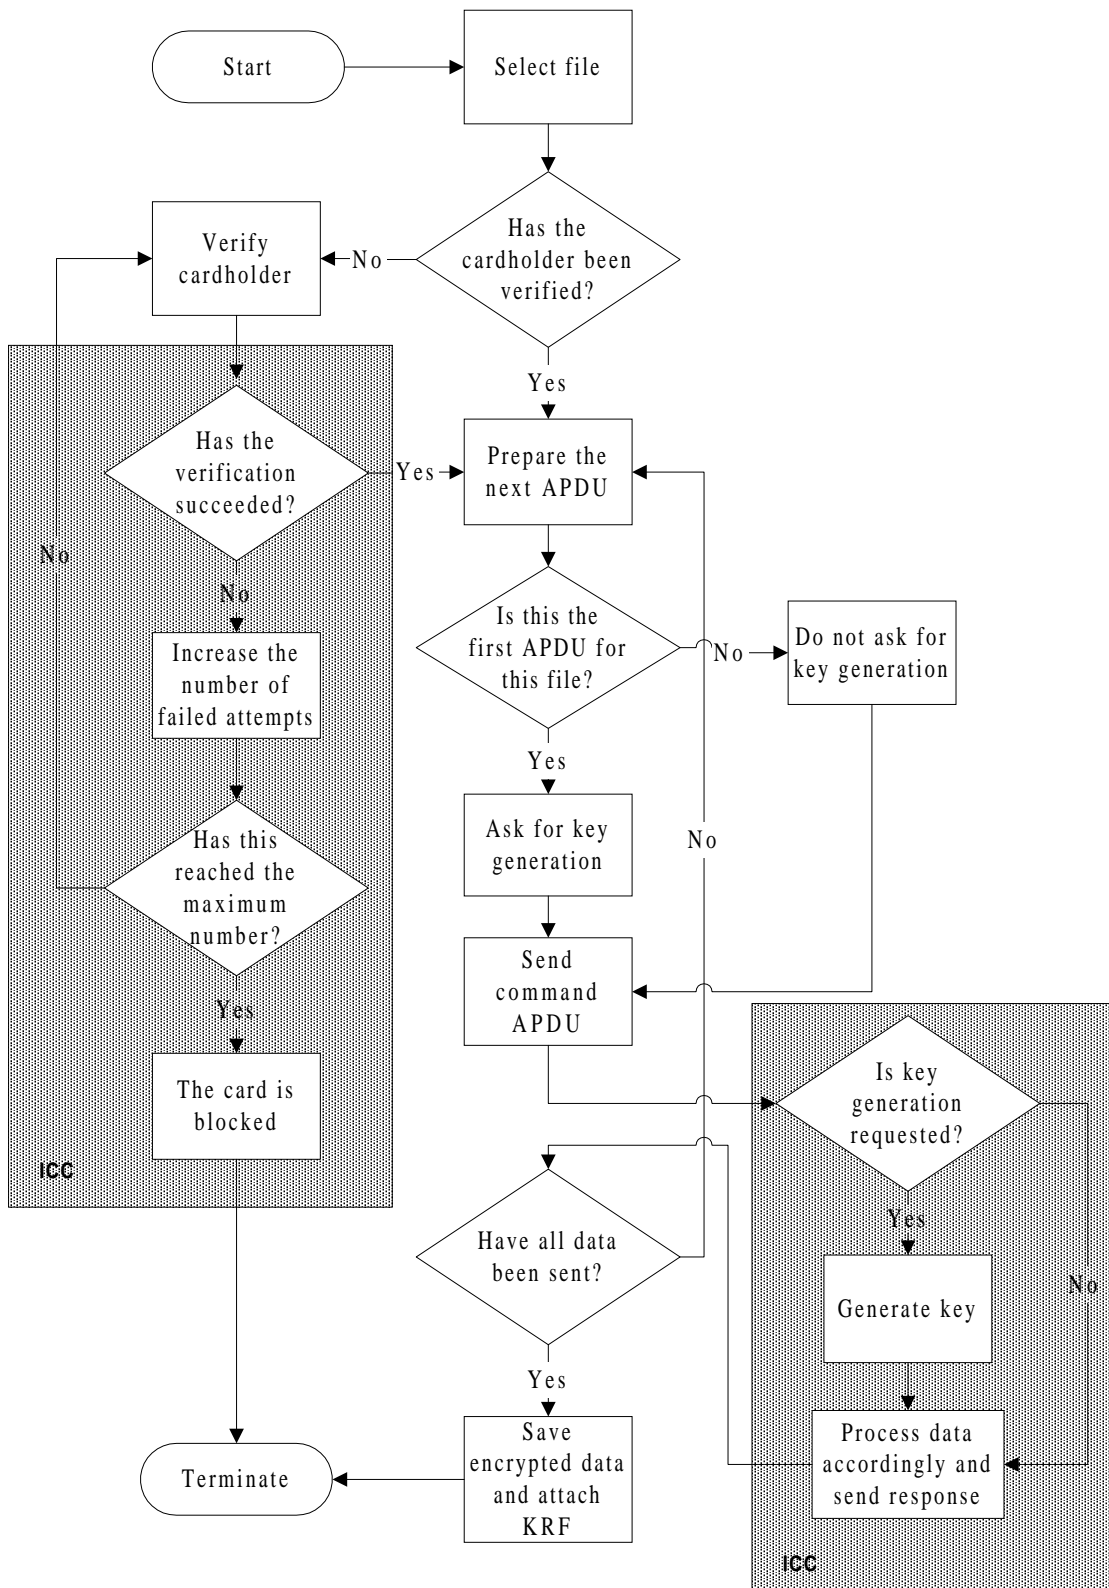 Start
Select file
Has the
cardholder been
verified?
No
Verify
cardholder
Yes
Has the
verification
succeeded?
Yes
Prepare the
next APDU
No
No
Increase the
number of
failed attempts
Is this the
first APDU for
this file?
No
Do not ask for
key generation
Yes
Has this
reached the
maximum
number?
Ask for key
generation
No
Yes
Send
command
APDU
The card is
blocked
ICC
Is key
generation
requested?
Yes
No
Have all data
been sent?
Generate key
Yes
Process data
accordingly and
send response
Save
encrypted data
and attach
KRF
Terminate
ICC